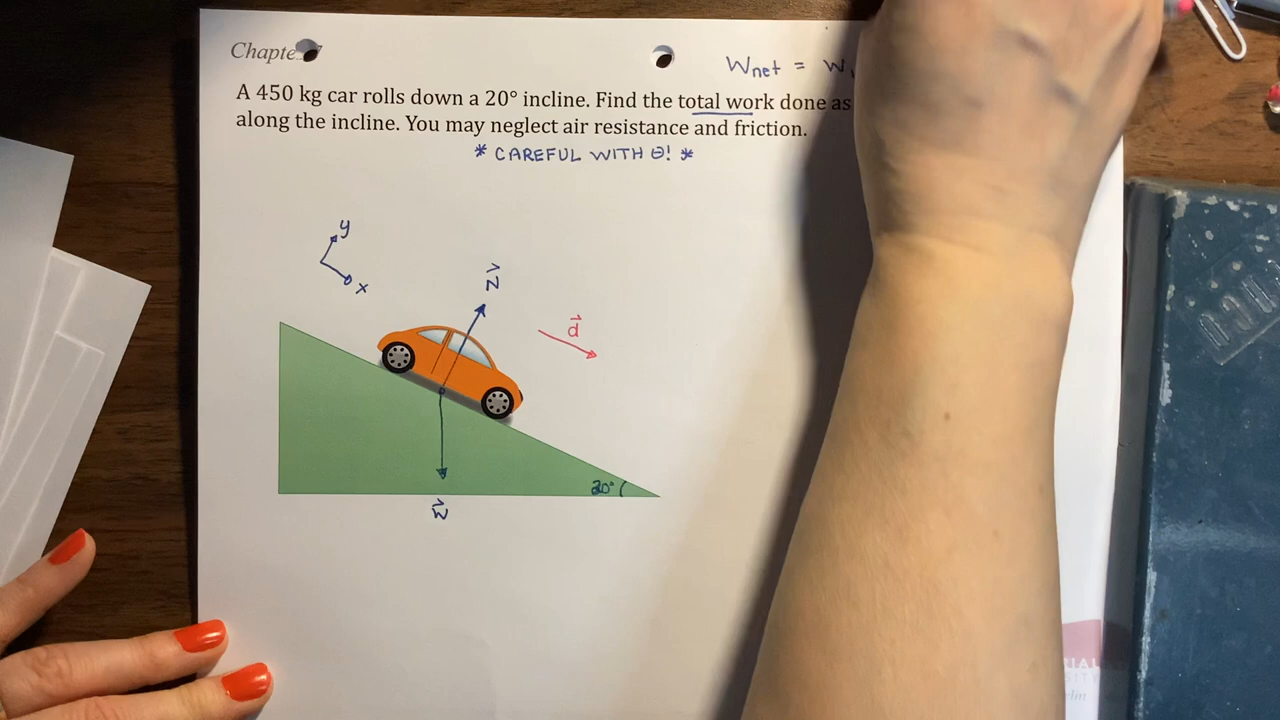 Chapte
Wnet = W
A 450 kg car rolls down a 20° incline. Find the total work done as
along the incline. You may neglect air resistance and friction.
* CAREFUL WITH θ! *
y
x
N
d
20°
W